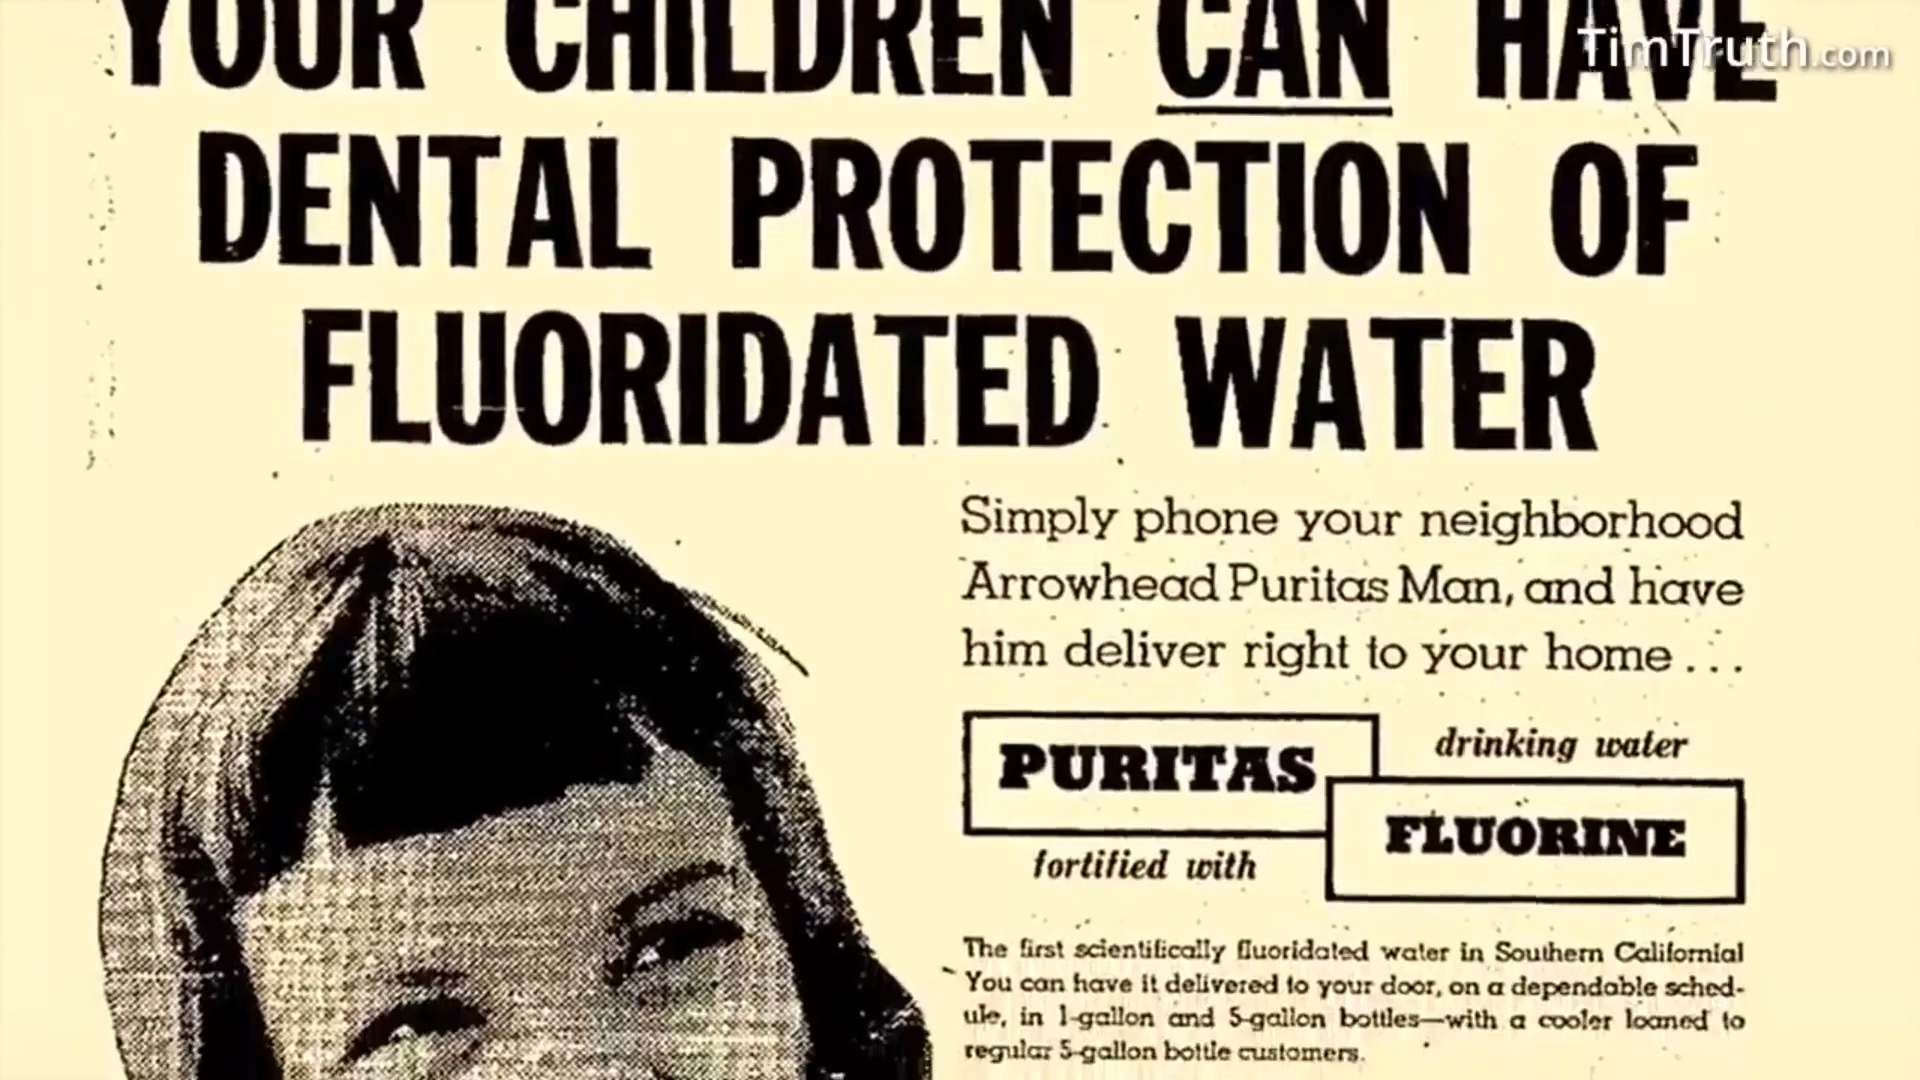 YOUR CHILDREN CAN HAVE
TimTruth.com
DENTAL PROTECTION OF
FLUORIDATED WATER
Simply phone your neighborhood
Arrowhead Puritas Man, and have
him deliver right to your home...
PURITAS
drinking water
fortified with
FLUORINE
The first scientifically fluoridated water in Southern California!
You can have it delivered to your door, on a dependable sched-
ule, in 1-gallon and 5-gallon bottles—with a cooler loaned to
regular 5-gallon bottle customers.